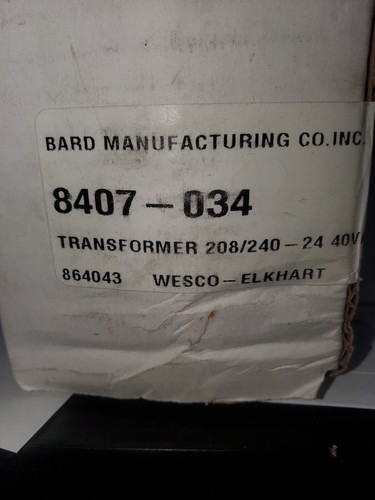 BARD MANUFACTURING CO.INC.
8407-034
TRANSFORMER 208/240-24 40V
864043 WESCO-ELKHART